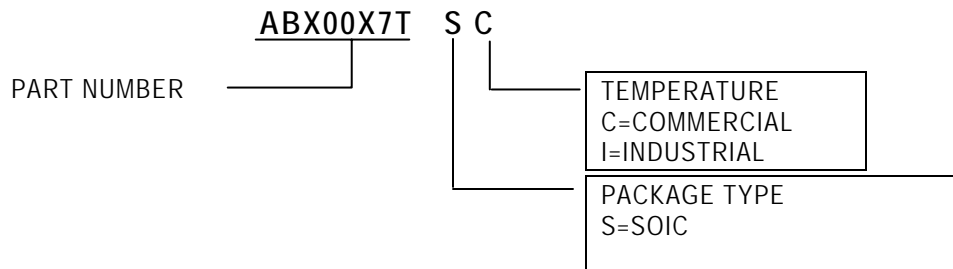 ABX00X7T S C
PART NUMBER
TEMPERATURE
C=COMMERCIAL
I=INDUSTRIAL
PACKAGE TYPE
S=SOIC